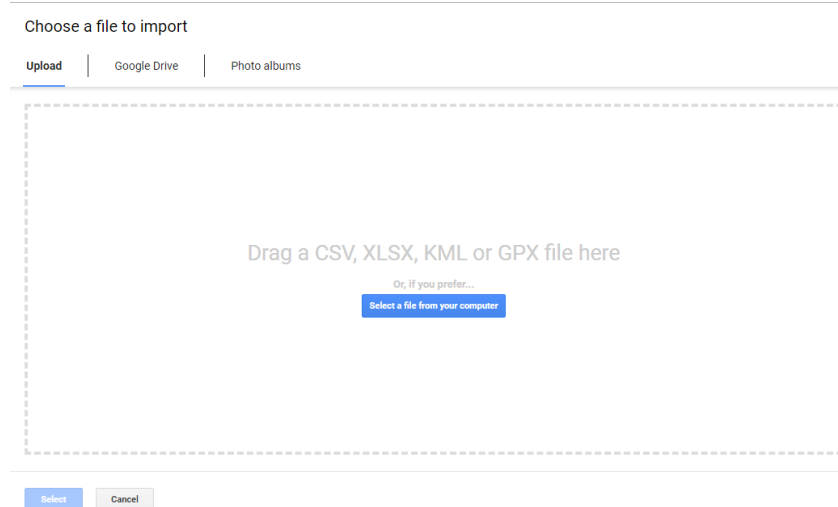 Choose a file to import
Upload Google Drive Photo albums
Drag a CSV, XLSX, KML or GPX file here
Or, if you prefer...
Select a file from your computer
Select Cancel